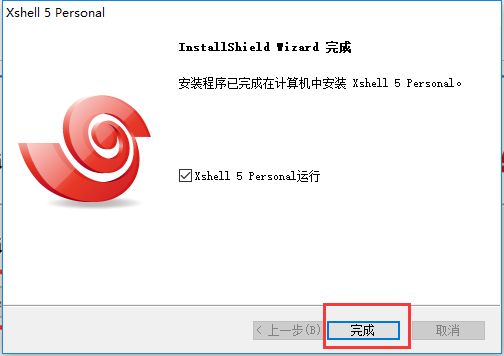 Xshell 5 Personal
InstallShield Wizard 完成
安装程序已完成在计算机中安装 Xshell 5 Personal。
Xshell 5 Personal运行
< 上一步(B)
完成
取消